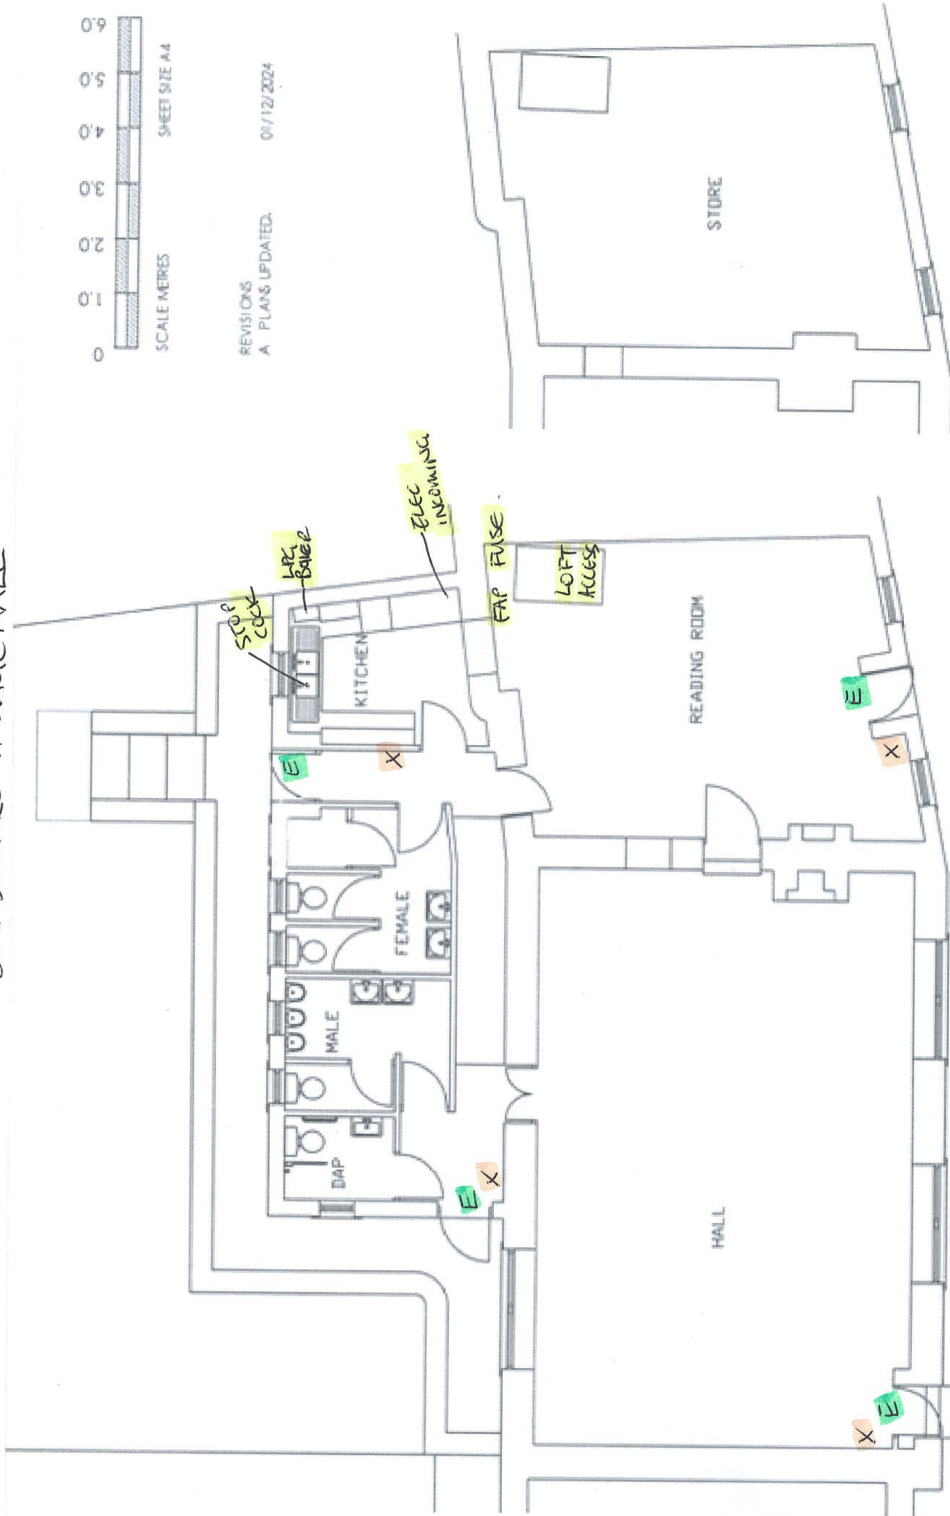 0 1.0 2.0 3.0 4.0 5.0 6.0
SCALE METRES SHEET SIZE A4
REVISIONS
A PLANS UPDATED. 01/12/2024
STOP
COCK
LPG
BOILER
ELEC
INCOMING
FAP FUSE.
LOFT
ACCESS
KITCHEN
READING ROOM
STORE
E
X
E
X
FEMALE
MALE
DAP
E
X
HALL
E
X